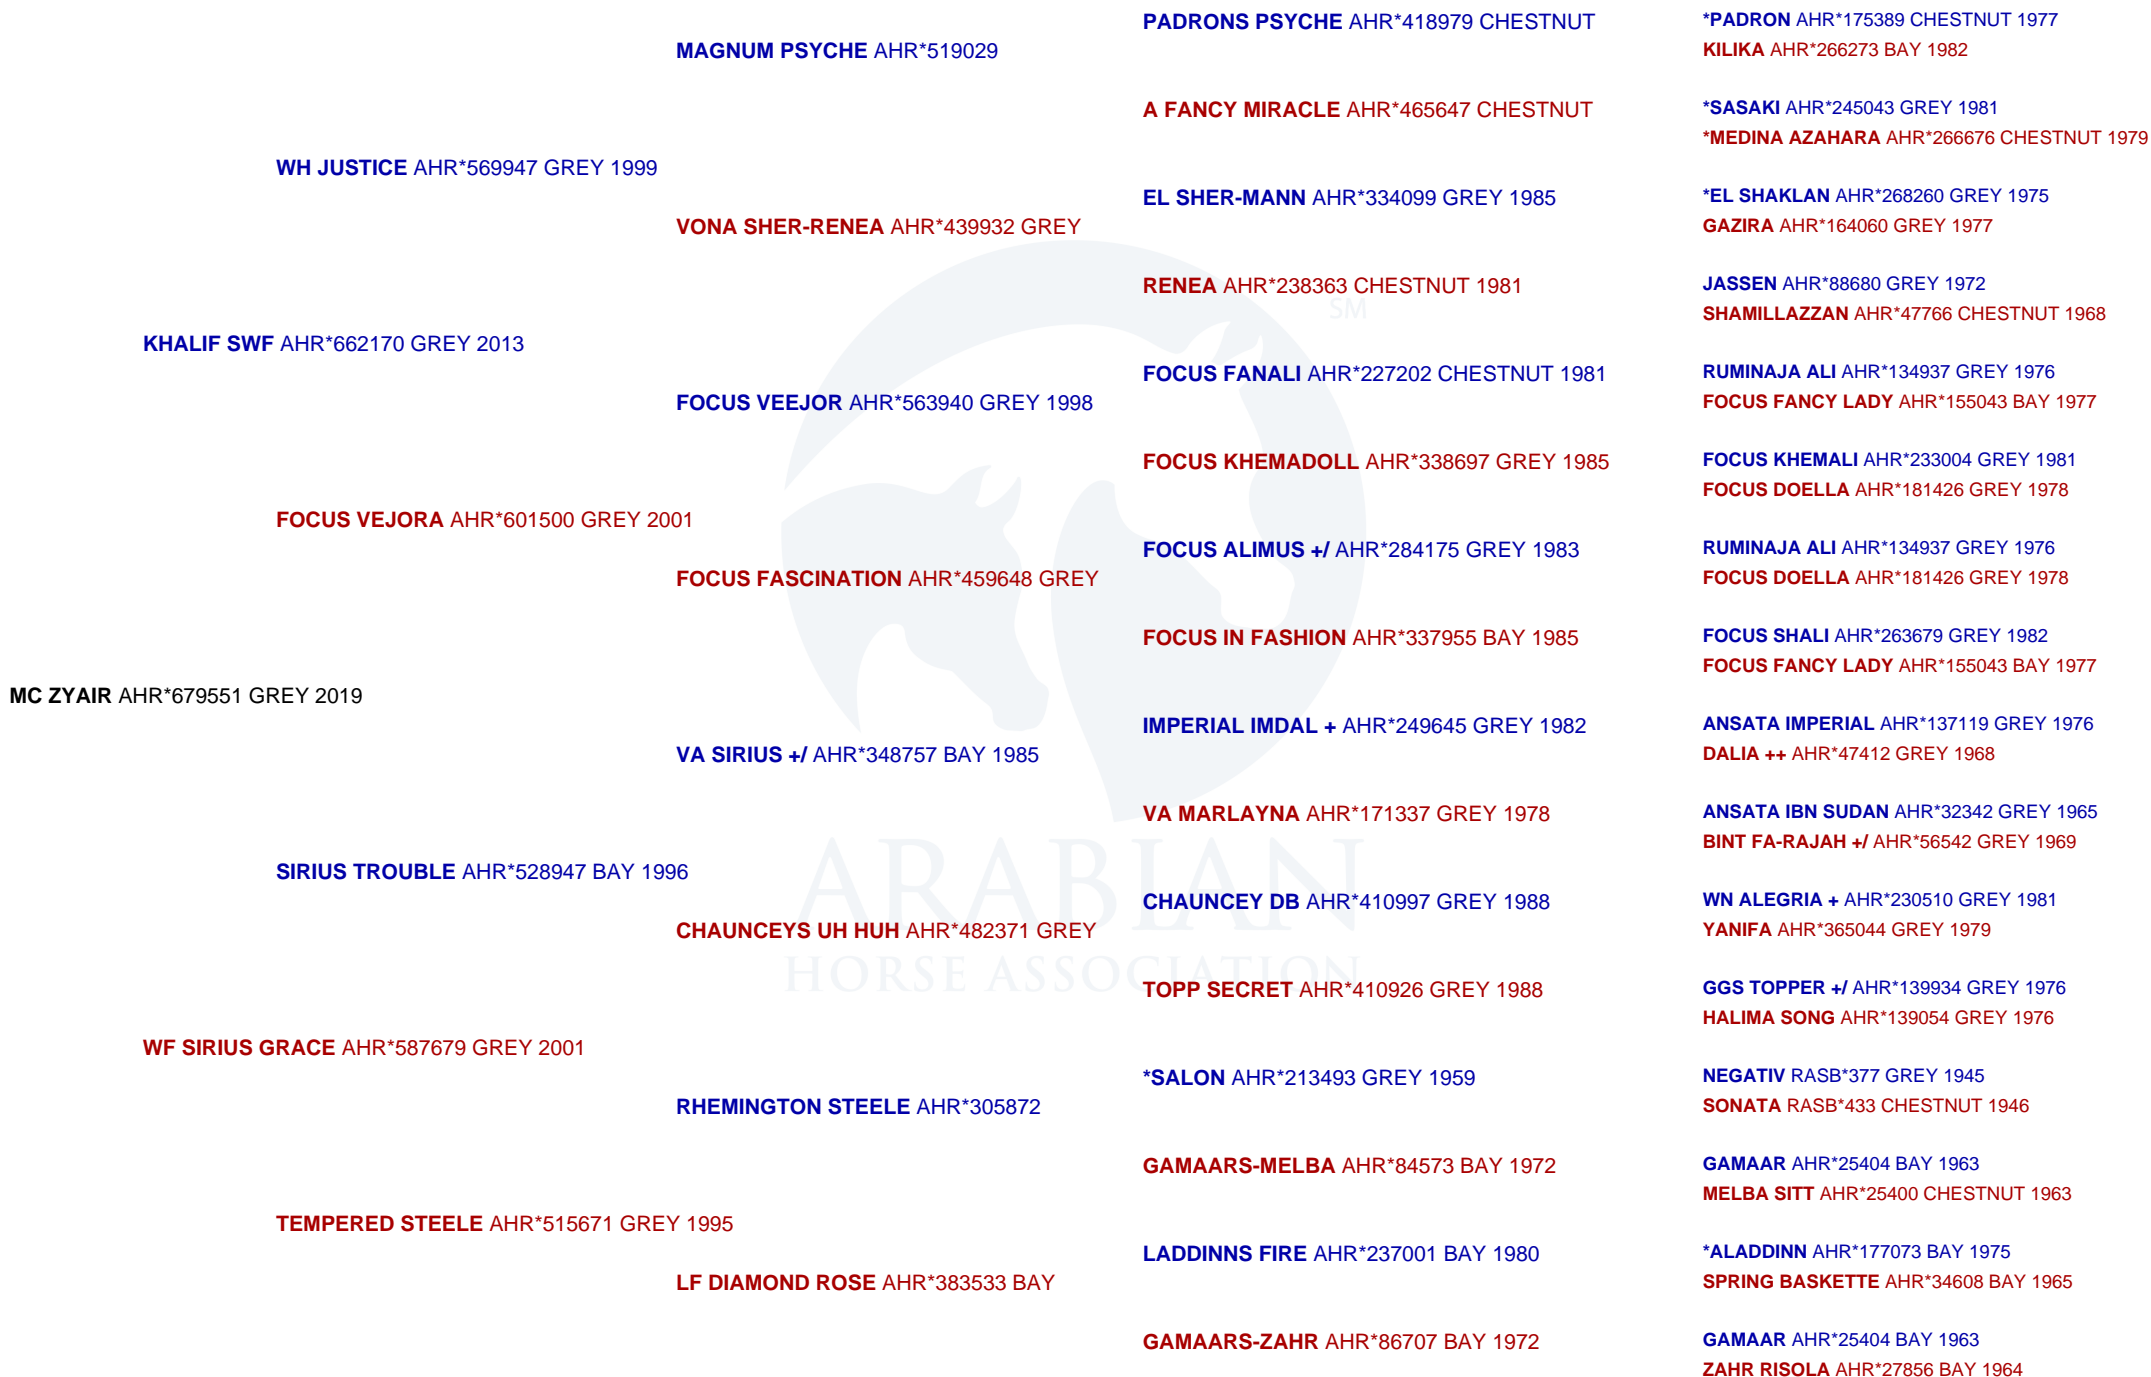 PADRONS PSYCHE AHR*418979 CHESTNUT
*PADRON AHR*175389 CHESTNUT 1977
MAGNUM PSYCHE AHR*519029
KILIKA AHR*266273 BAY 1982
A FANCY MIRACLE AHR*465647 CHESTNUT
*SASAKI AHR*245043 GREY 1981
*MEDINA AZAHARA AHR*266676 CHESTNUT 1979
WH JUSTICE AHR*569947 GREY 1999
EL SHER-MANN AHR*334099 GREY 1985
*EL SHAKLAN AHR*268260 GREY 1975
VONA SHER-RENEA AHR*439932 GREY
GAZIRA AHR*164060 GREY 1977
RENEA AHR*238363 CHESTNUT 1981
JASSEN AHR*88680 GREY 1972
SM
SHAMILLAZZAN AHR*47766 CHESTNUT 1968
KHALIF SWF AHR*662170 GREY 2013
FOCUS FANALI AHR*227202 CHESTNUT 1981
RUMINAJA ALI AHR*134937 GREY 1976
FOCUS VEEJOR AHR*563940 GREY 1998
FOCUS FANCY LADY AHR*155043 BAY 1977
FOCUS KHEMADOLL AHR*338697 GREY 1985
FOCUS KHEMALI AHR*233004 GREY 1981
FOCUS DOELLA AHR*181426 GREY 1978
FOCUS VEJORA AHR*601500 GREY 2001
FOCUS ALIMUS +/ AHR*284175 GREY 1983
RUMINAJA ALI AHR*134937 GREY 1976
FOCUS FASCINATION AHR*459648 GREY
FOCUS DOELLA AHR*181426 GREY 1978
FOCUS IN FASHION AHR*337955 BAY 1985
FOCUS SHALI AHR*263679 GREY 1982
FOCUS FANCY LADY AHR*155043 BAY 1977
MC ZYAIR AHR*679551 GREY 2019
IMPERIAL IMDAL + AHR*249645 GREY 1982
ANSATA IMPERIAL AHR*137119 GREY 1976
VA SIRIUS +/ AHR*348757 BAY 1985
DALIA ++ AHR*47412 GREY 1968
VA MARLAYNA AHR*171337 GREY 1978
ANSATA IBN SUDAN AHR*32342 GREY 1965
BINT FA-RAJAH +/ AHR*56542 GREY 1969
SIRIUS TROUBLE AHR*528947 BAY 1996
ARABIAN
CHAUNCEY DB AHR*410997 GREY 1988
WN ALEGRIA + AHR*230510 GREY 1981
CHAUNCEYS UH HUH AHR*482371 GREY
YANIFA AHR*365044 GREY 1979
HORSE ASSOCIATION
TOPP SECRET AHR*410926 GREY 1988
GGS TOPPER +/ AHR*139934 GREY 1976
HALIMA SONG AHR*139054 GREY 1976
WF SIRIUS GRACE AHR*587679 GREY 2001
*SALON AHR*213493 GREY 1959
NEGATIV RASB*377 GREY 1945
RHEMINGTON STEELE AHR*305872
SONATA RASB*433 CHESTNUT 1946
GAMAARS-MELBA AHR*84573 BAY 1972
GAMAAR AHR*25404 BAY 1963
MELBA SITT AHR*25400 CHESTNUT 1963
TEMPERED STEELE AHR*515671 GREY 1995
LADDINNS FIRE AHR*237001 BAY 1980
*ALADDINN AHR*177073 BAY 1975
LF DIAMOND ROSE AHR*383533 BAY
SPRING BASKETTE AHR*34608 BAY 1965
GAMAARS-ZAHR AHR*86707 BAY 1972
GAMAAR AHR*25404 BAY 1963
ZAHR RISOLA AHR*27856 BAY 1964